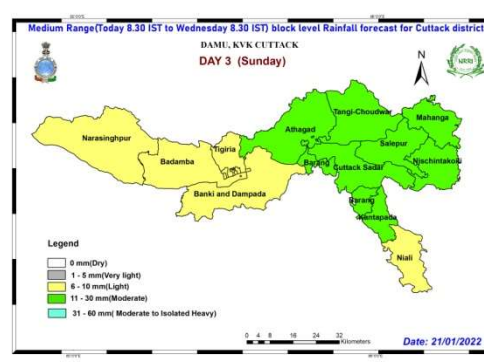 Medium Range(Today 8.30 IST to Wednesday 8.30 IST) block level Rainfall forecast for Cuttack district
DAMU, KVK CUTTACK
DAY 3 (Sunday)
N
Tangi-Choudwar
Mahanga
Narasinghpur
Athagad
Salepur
Tigiria
Badamba
Barang
Cuttack Sadar
Nischintakoili
Banki and Dampada
Kantapada
Niali
Legend
0 mm(Dry)
1 - 5 mm(Very light)
6 - 10 mm(Light)
11 - 30 mm(Moderate)
31 - 60 mm( Moderate to Isolated Heavy)
0 4 8 16 24 32
Kilometers
Date: 21/01/2022